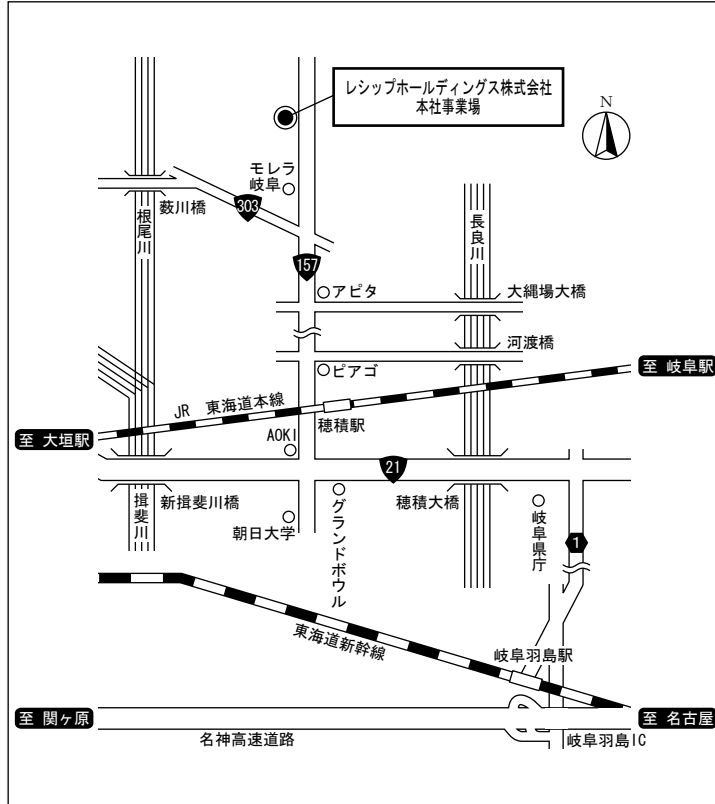 レシップホールディングス株式会社
本社事業場
N
モレラ
岐阜
303
薮川橋
根尾川
長良川
157
アピタ
大縄場大橋
河渡橋
ピアゴ
至 岐阜駅
JR 東海道本線
穂積駅
至 大垣駅
AOKI
21
揖斐川
新揖斐川橋
穂積大橋
朝日大学
グランドボウル
岐阜県庁
1
東海道新幹線
岐阜羽島駅
至 関ヶ原
至 名古屋
名神高速道路
岐阜羽島IC